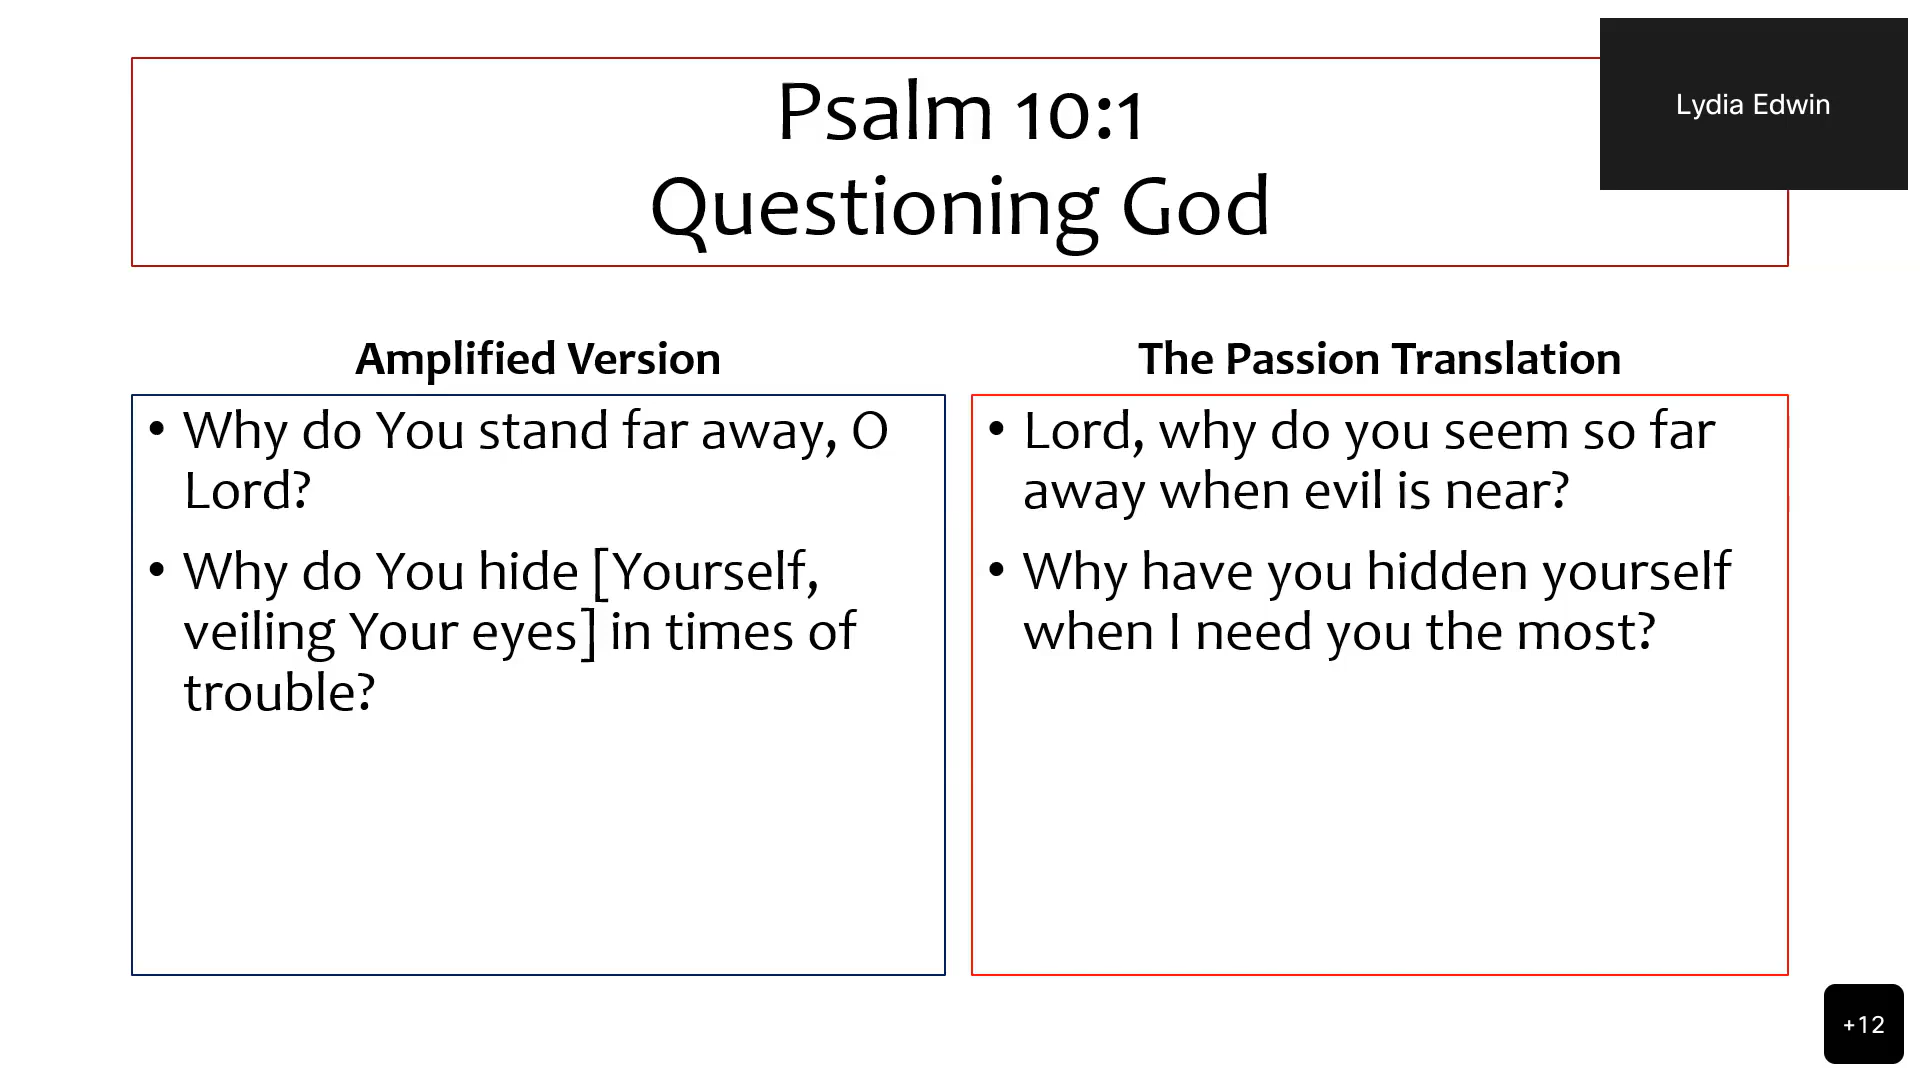 Psalm 10:1
Questioning God
Lydia Edwin
Amplified Version
• Why do You stand far away, O
Lord?
• Why do You hide [Yourself,
veiling Your eyes] in times of
trouble?
The Passion Translation
• Lord, why do you seem so far
away when evil is near?
• Why have you hidden yourself
when I need you the most?
+12